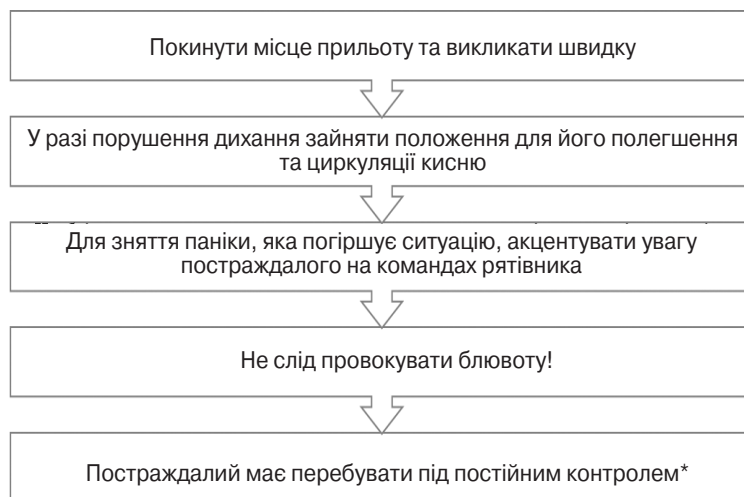 Покинути місце прильоту та викликати швидку
У разі порушення дихання зайняти положення для його полегшення
та циркуляції кисню
Для зняття паніки, яка погіршує ситуацію, акцентувати увагу
постраждалого на командах рятівника
Не слід провокувати блювоту!
Постраждалий має перебувати під постійним контролем*